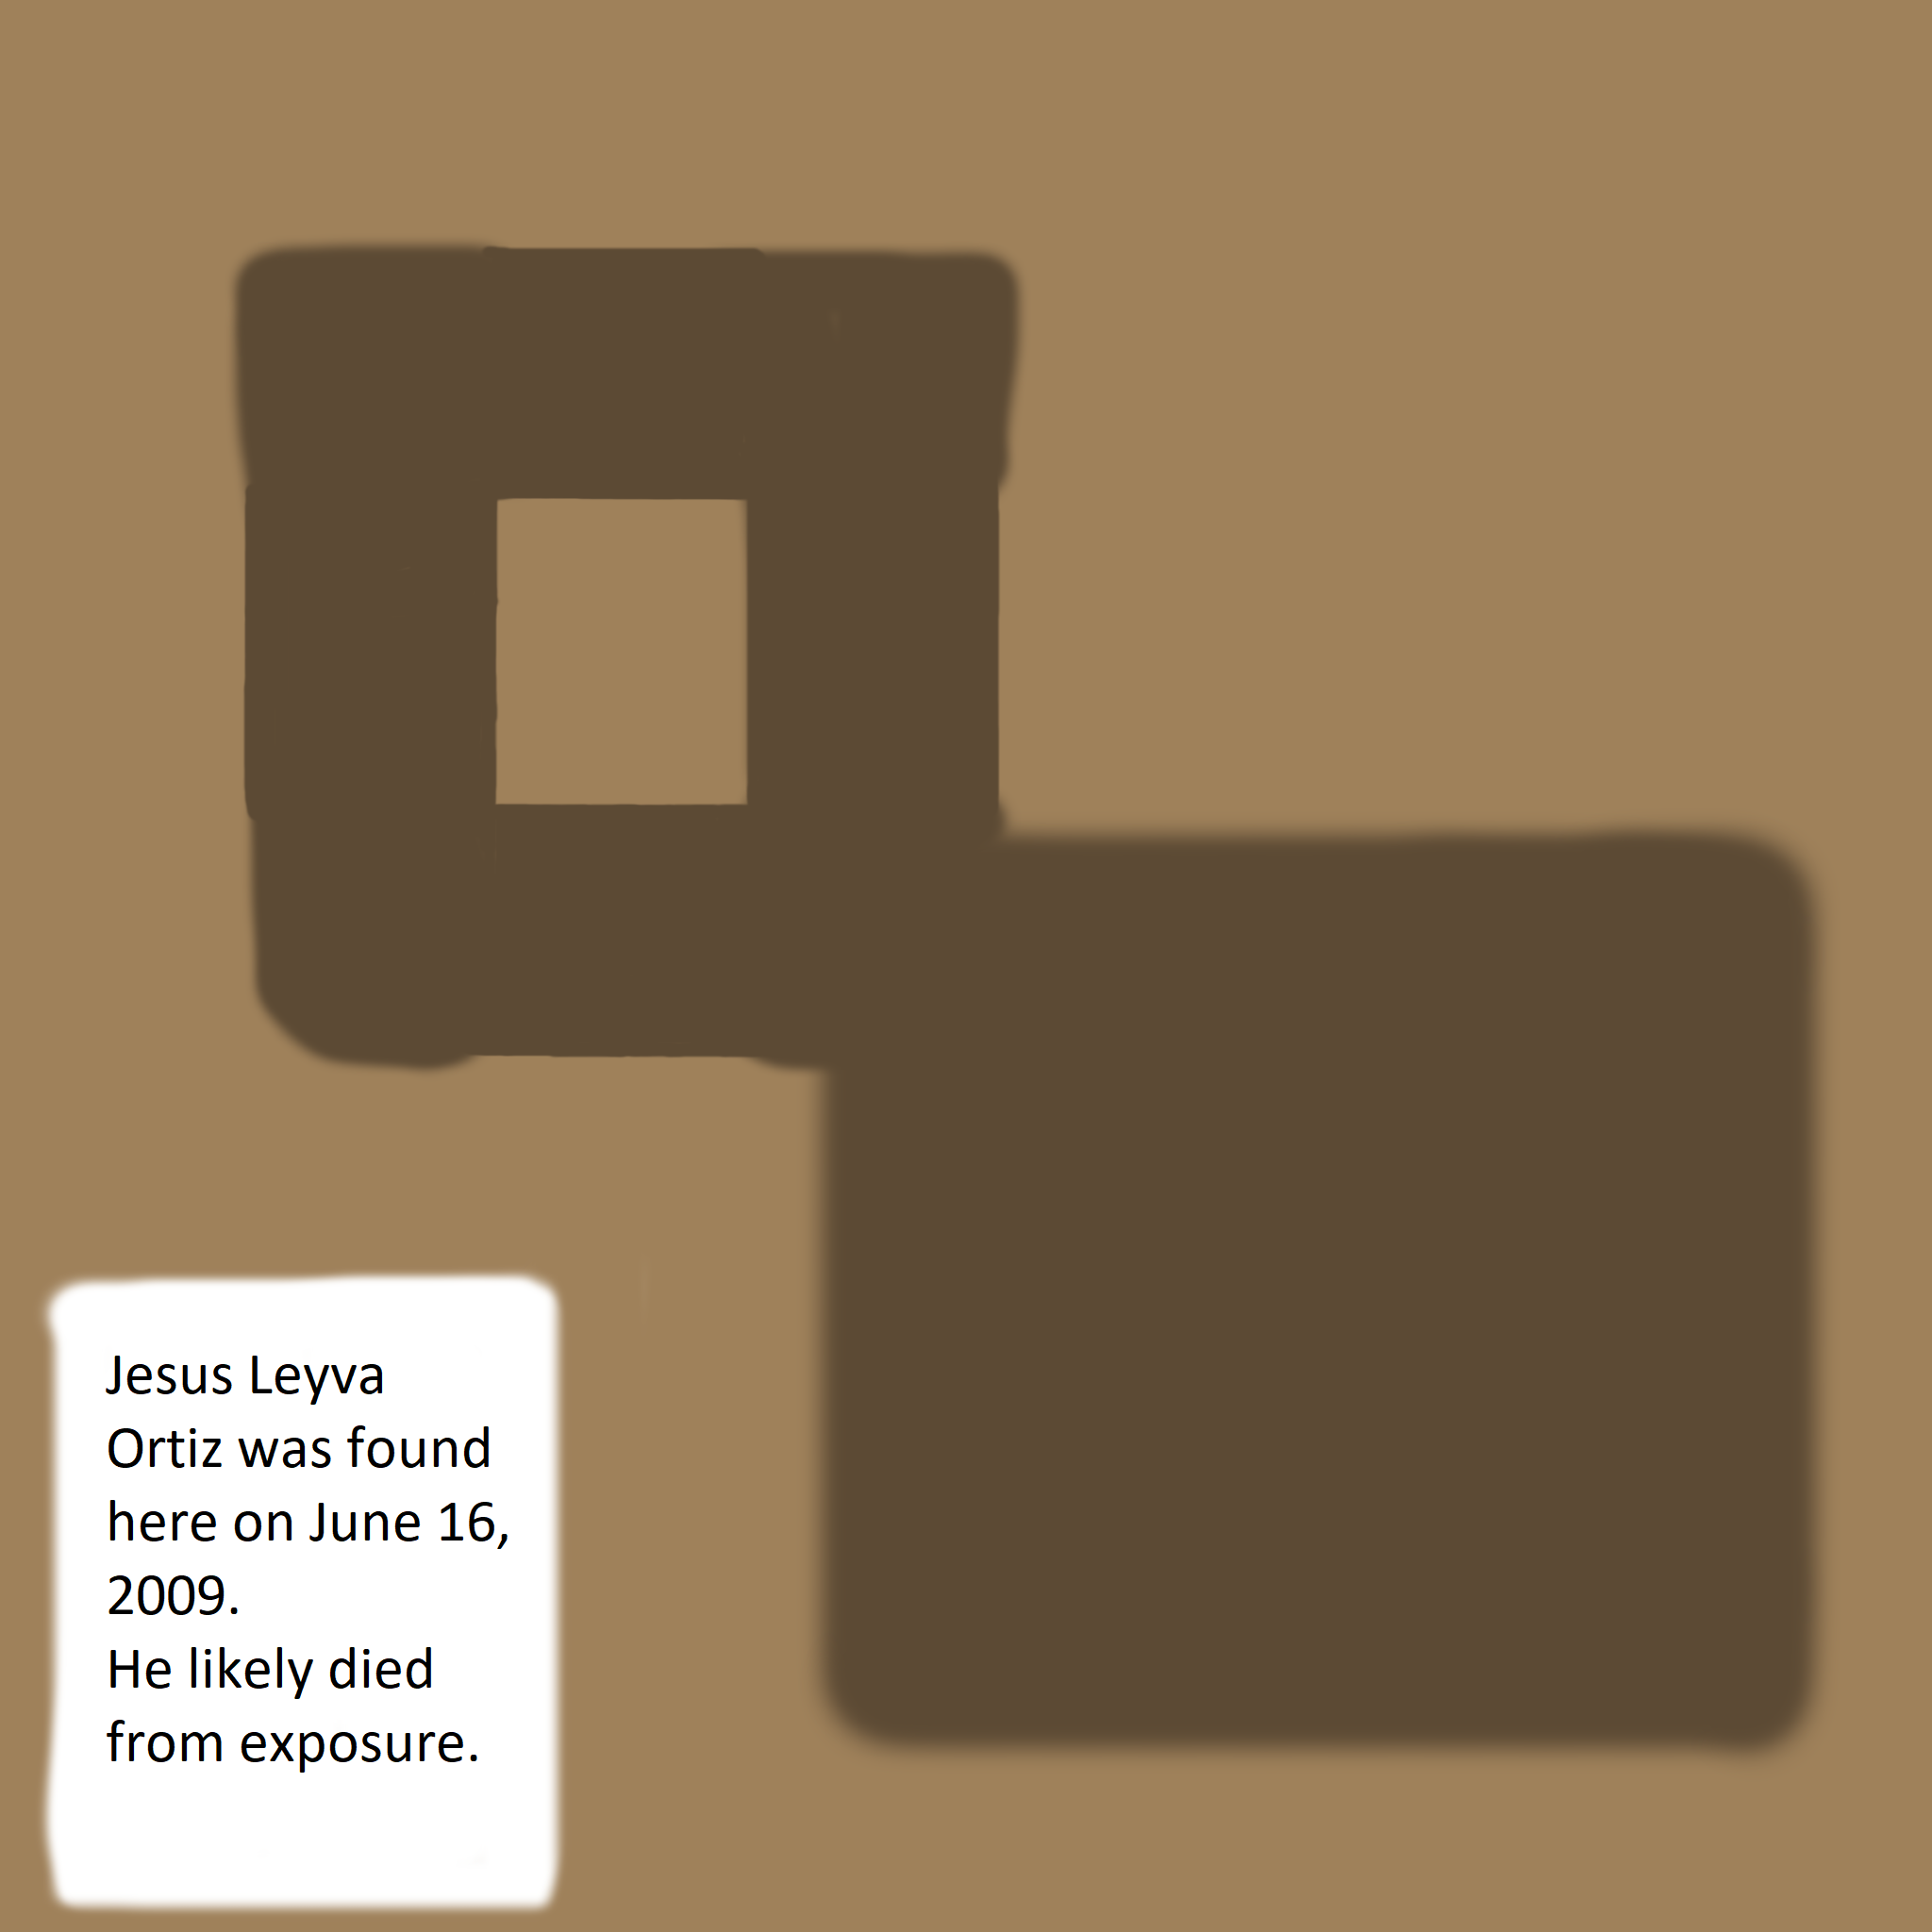 Jesus Leyva
Ortiz was found
here on June 16,
2009.
He likely died
from exposure.